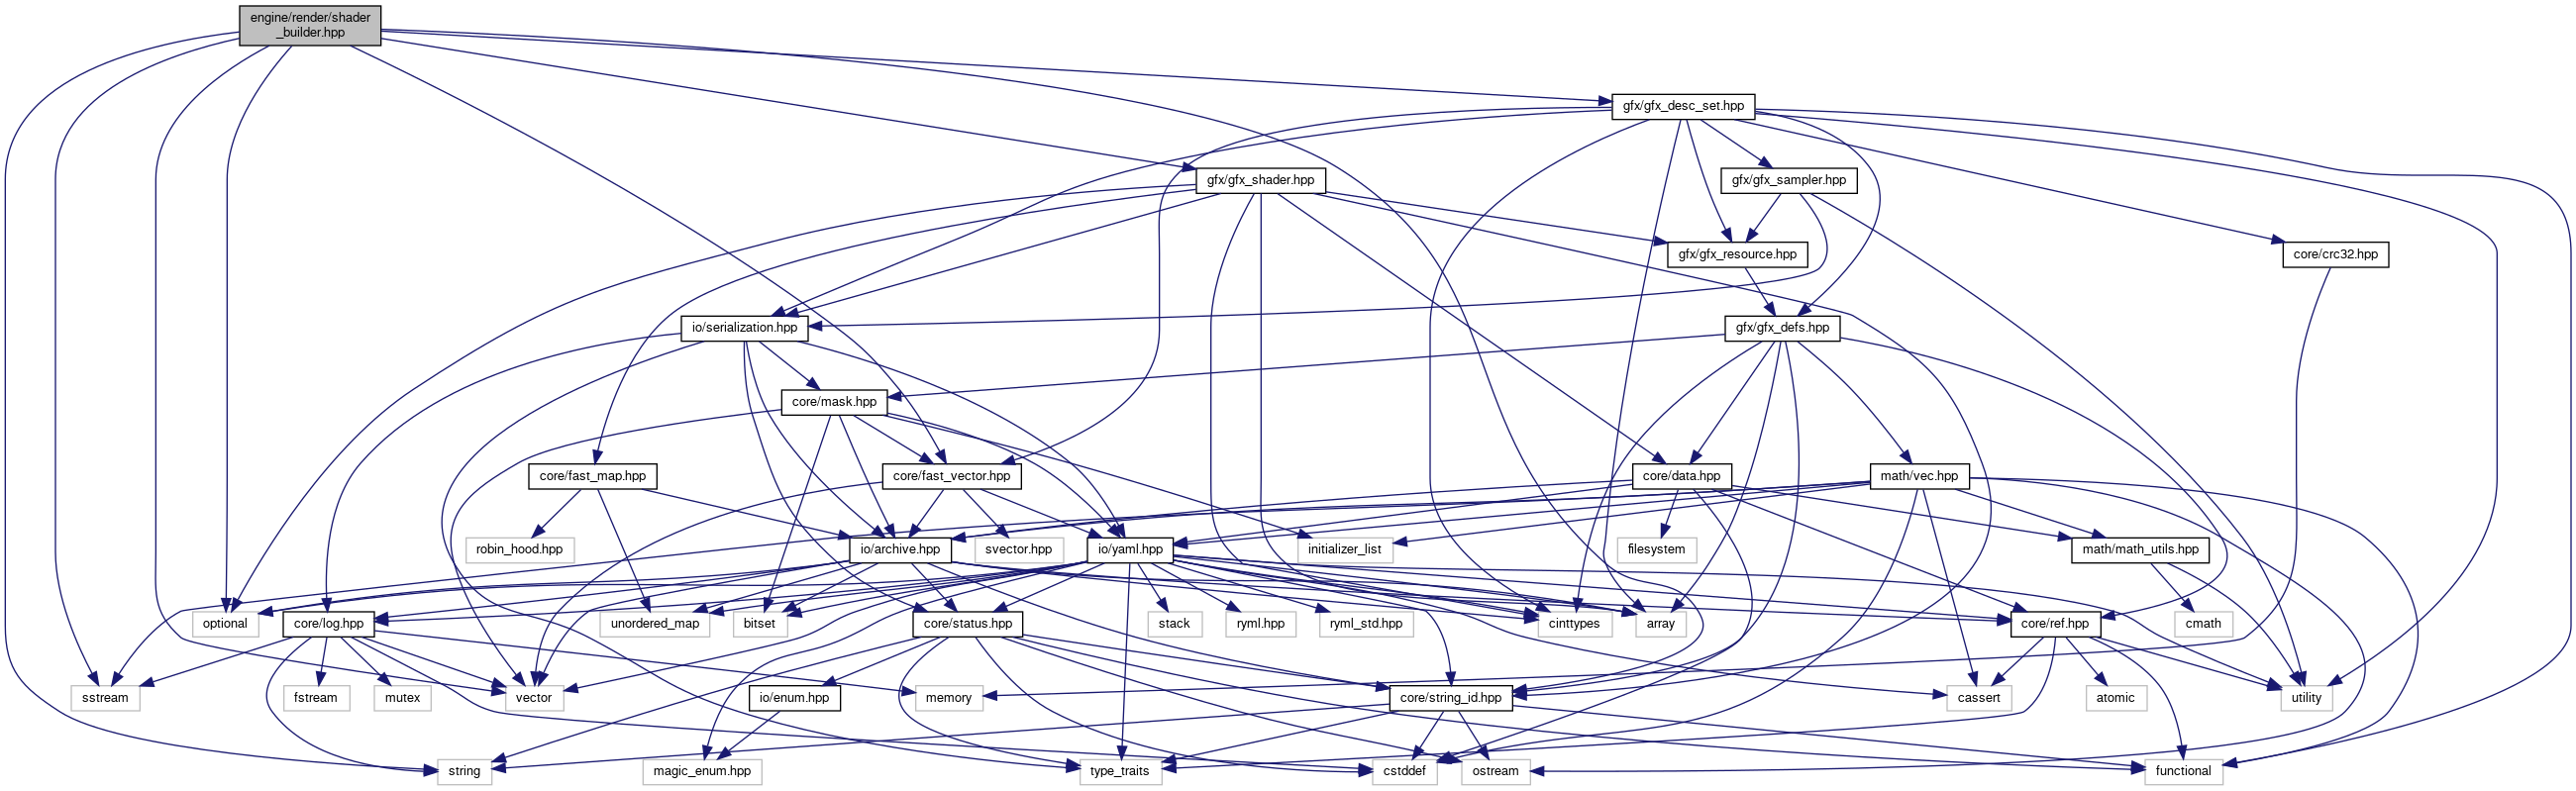 engine/render/shader
_builder.hpp
gfx/gfx_desc_set.hpp
gfx/gfx_shader.hpp
gfx/gfx_sampler.hpp
gfx/gfx_resource.hpp
core/crc32.hpp
io/serialization.hpp
gfx/gfx_defs.hpp
core/mask.hpp
core/fast_map.hpp
core/fast_vector.hpp
core/data.hpp
math/vec.hpp
robin_hood.hpp
io/archive.hpp
svector.hpp
io/yaml.hpp
initializer_list
filesystem
math/math_utils.hpp
optional
core/log.hpp
unordered_map
bitset
core/status.hpp
stack
ryml.hpp
ryml_std.hpp
cinttypes
array
core/ref.hpp
cmath
sstream
fstream
mutex
vector
io/enum.hpp
memory
core/string_id.hpp
cassert
atomic
utility
string
magic_enum.hpp
type_traits
cstddef
ostream
functional